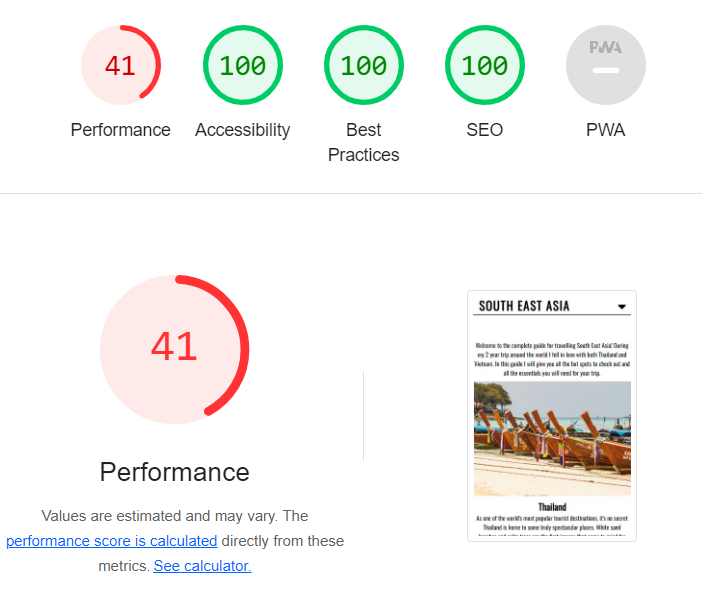 41
100
100
100
PWA
Performance
Accessibility
Best
Practices
SEO
PWA
41
Performance
Values are estimated and may vary. The
performance score is calculated directly from these
metrics. See calculator.
SOUTH EAST ASIA
Welcome to the complete guide for travelling South East Asia! During
my 2 year trip around the world I fell in love with both Thailand and
Vietnam. In this guide I will give you all the hot spots to check out and
all the essentials you will need for your trip.
Thailand
As one of the world's most popular tourist destinations, it's no secret
Thailand is home to some truly spectacular places. White sand